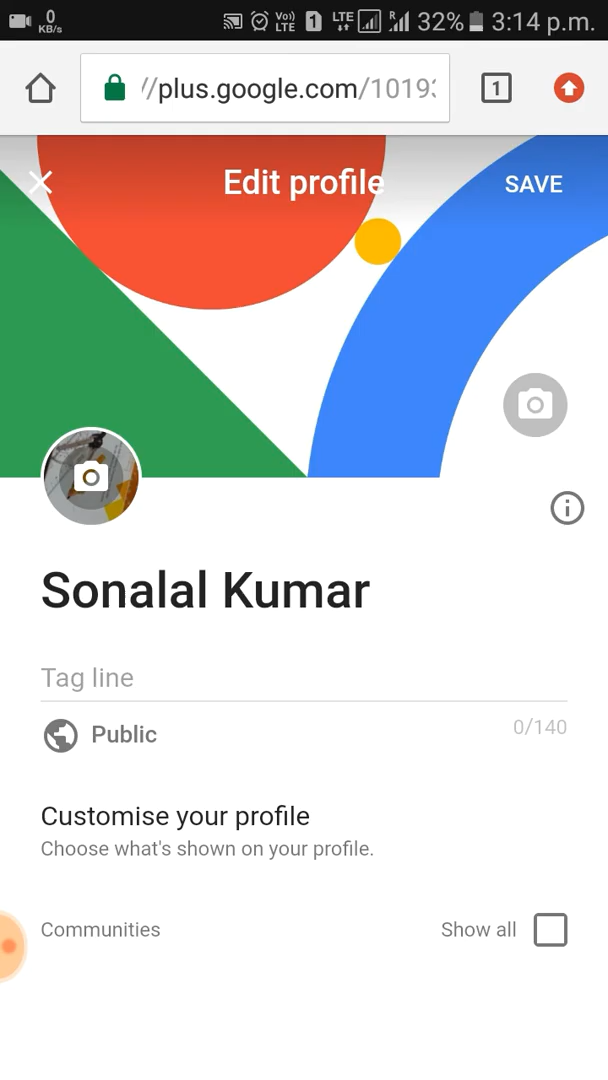 0
KB/s
Vo))
LTE
1
LTE
R
32%
3:14 p.m.
//plus.google.com/1019
1
Edit profile
SAVE
Sonalal Kumar
Tag line
Public
0/140
Customise your profile
Choose what's shown on your profile.
Communities
Show all